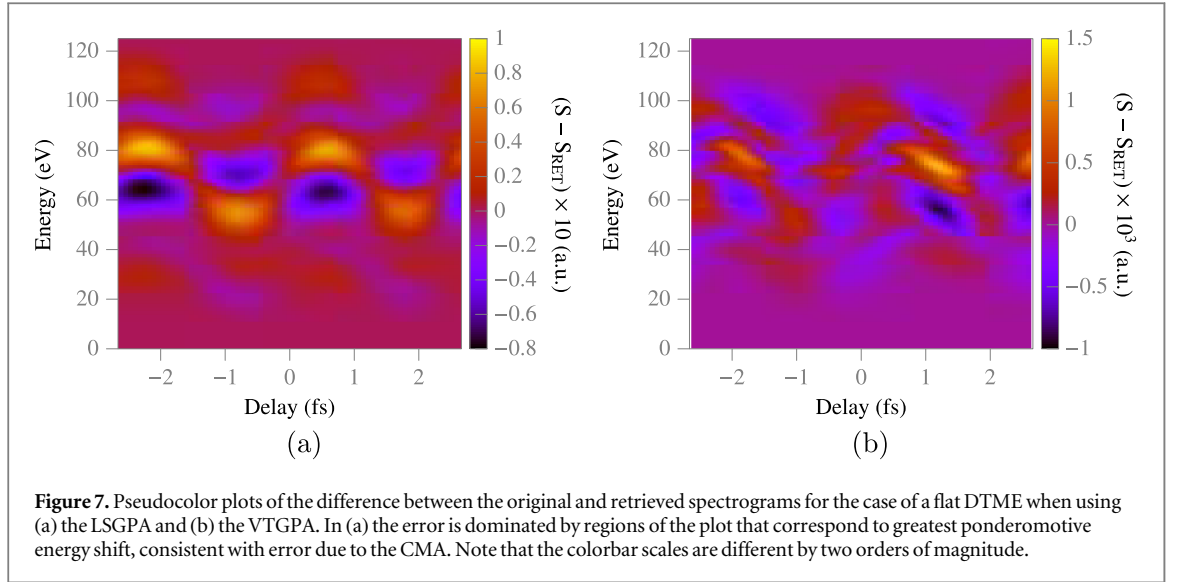 120
100
80
60
40
20
0
Energy (eV)
−2 −1 0 1 2
Delay (fs)
(a)
1
0.8
0.6
0.4
0.2
0
−0.2
−0.4
−0.6
−0.8
(S − SRET) × 10 (a.u.)
120
100
80
60
40
20
0
Energy (eV)
−2 −1 0 1 2
Delay (fs)
(b)
1.5
1
0.5
0
−0.5
−1
(S − SRET) × 10³ (a.u.)
Figure 7. Pseudocolor plots of the difference between the original and retrieved spectrograms for the case of a flat DTME when using
(a) the LSGPA and (b) the VTGPA. In (a) the error is dominated by regions of the plot that correspond to greatest ponderomotive
energy shift, consistent with error due to the CMA. Note that the colorbar scales are different by two orders of magnitude.